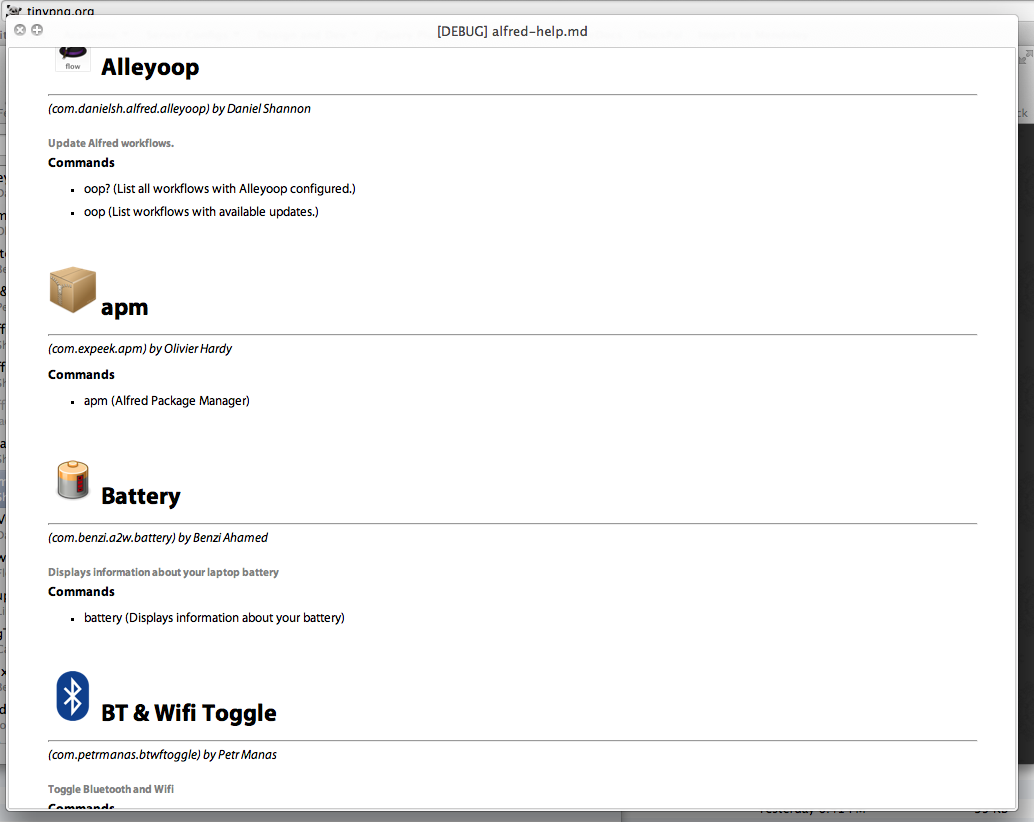 tinypng.org
[DEBUG] alfred-help.md
flow
Alleyoop
(com.danielsh.alfred.alleyoop) by Daniel Shannon
Update Alfred workflows.
Commands
oop? (List all workflows with Alleyoop configured.)
oop (List workflows with available updates.)
apm
(com.expeek.apm) by Olivier Hardy
Commands
apm (Alfred Package Manager)
Battery
(com.benzi.a2w.battery) by Benzi Ahamed
Displays information about your laptop battery
Commands
battery (Displays information about your battery)
BT & Wifi Toggle
(com.petrmanas.btwftoggle) by Petr Manas
Toggle Bluetooth and Wifi
Commands